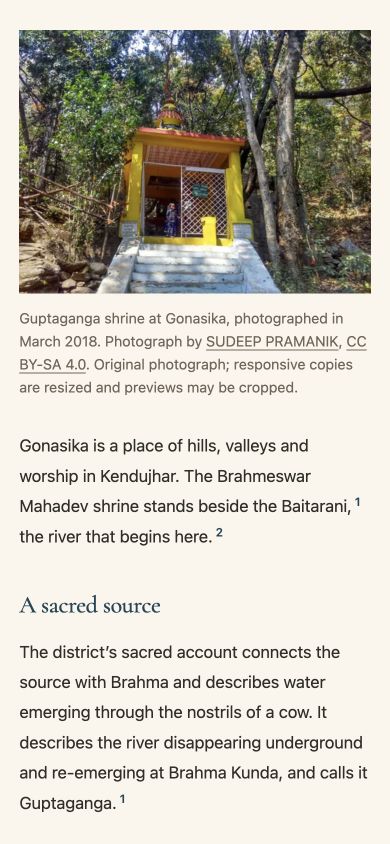 Guptaganga shrine at Gonasika, photographed in
March 2018. Photograph by SUDEEP PRAMANIK, CC
BY-SA 4.0. Original photograph; responsive copies
are resized and previews may be cropped.
Gonasika is a place of hills, valleys and
worship in Kendujhar. The Brahmeswar
Mahadev shrine stands beside the Baitarani, 1
the river that begins here. 2
A sacred source
The district’s sacred account connects the
source with Brahma and describes water
emerging through the nostrils of a cow. It
describes the river disappearing underground
and re-emerging at Brahma Kunda, and calls it
Guptaganga. 1